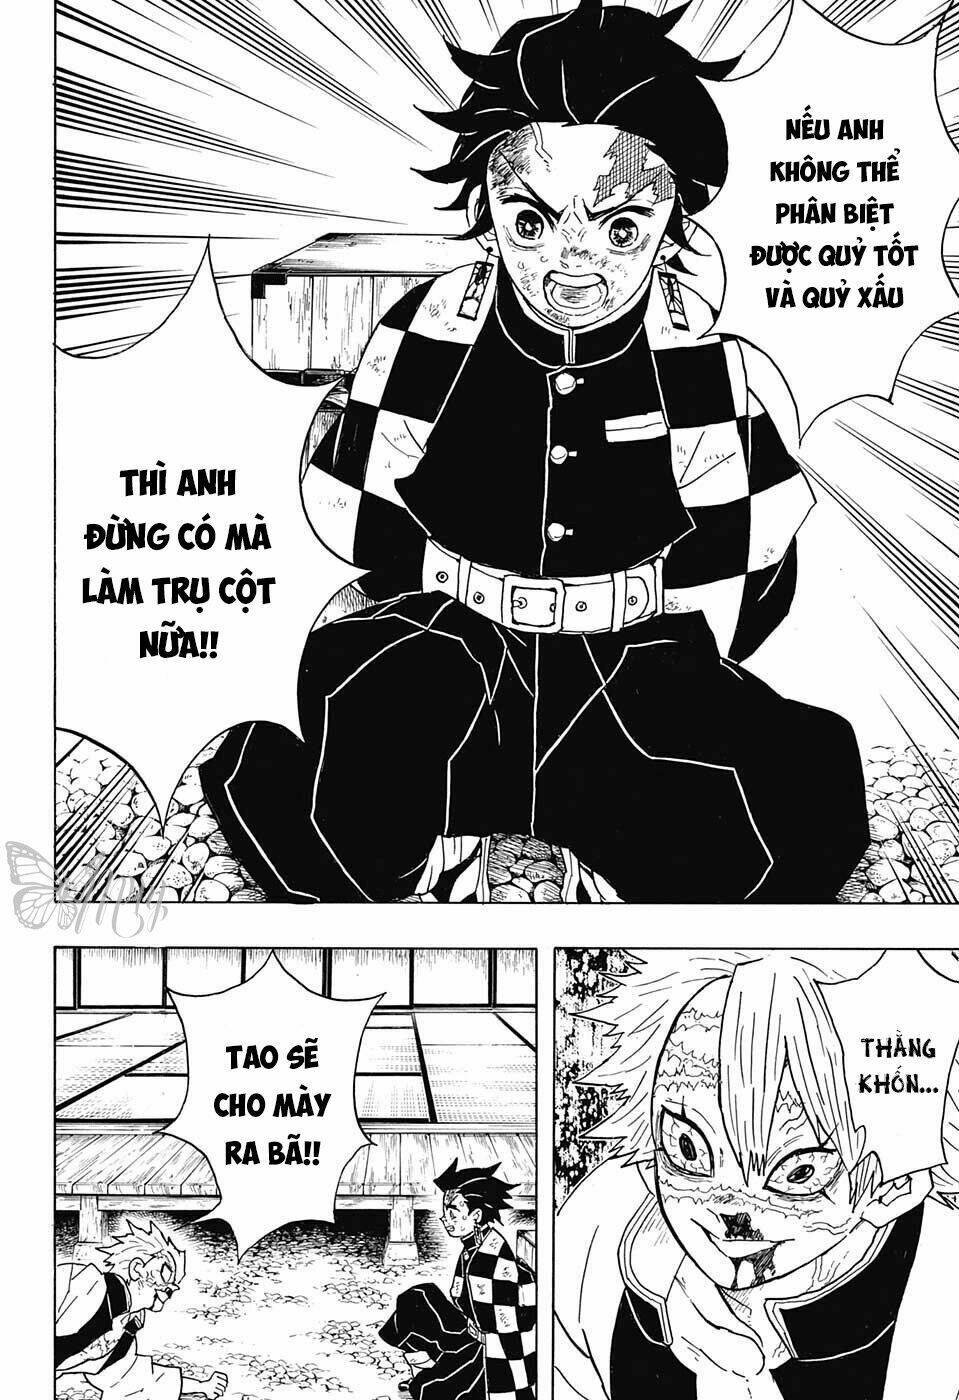 NẾU ANH
KHÔNG THỂ
PHÂN BIỆT
ĐƯỢC QUỶ TỐT
VÀ QUỶ XẤU
THÌ ANH
ĐỪNG CÓ MÀ
LÀM TRỤ CỘT
NỮA!!
THẰNG
KHỐN...
TAO SẼ
CHO MÀY
RA BÃ!!